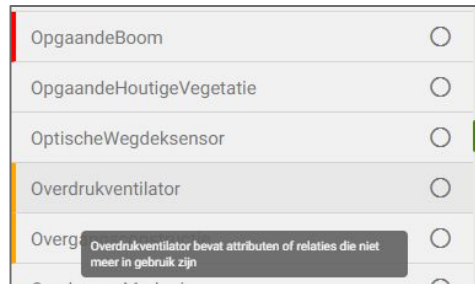 OpgaandeBoom
OpgaandeHoutigeVegetatie
OptischeWegdeksensor
Overdrukventilator
Overdrukventilator bevat attributen of relaties die niet
meer in gebruik zijn